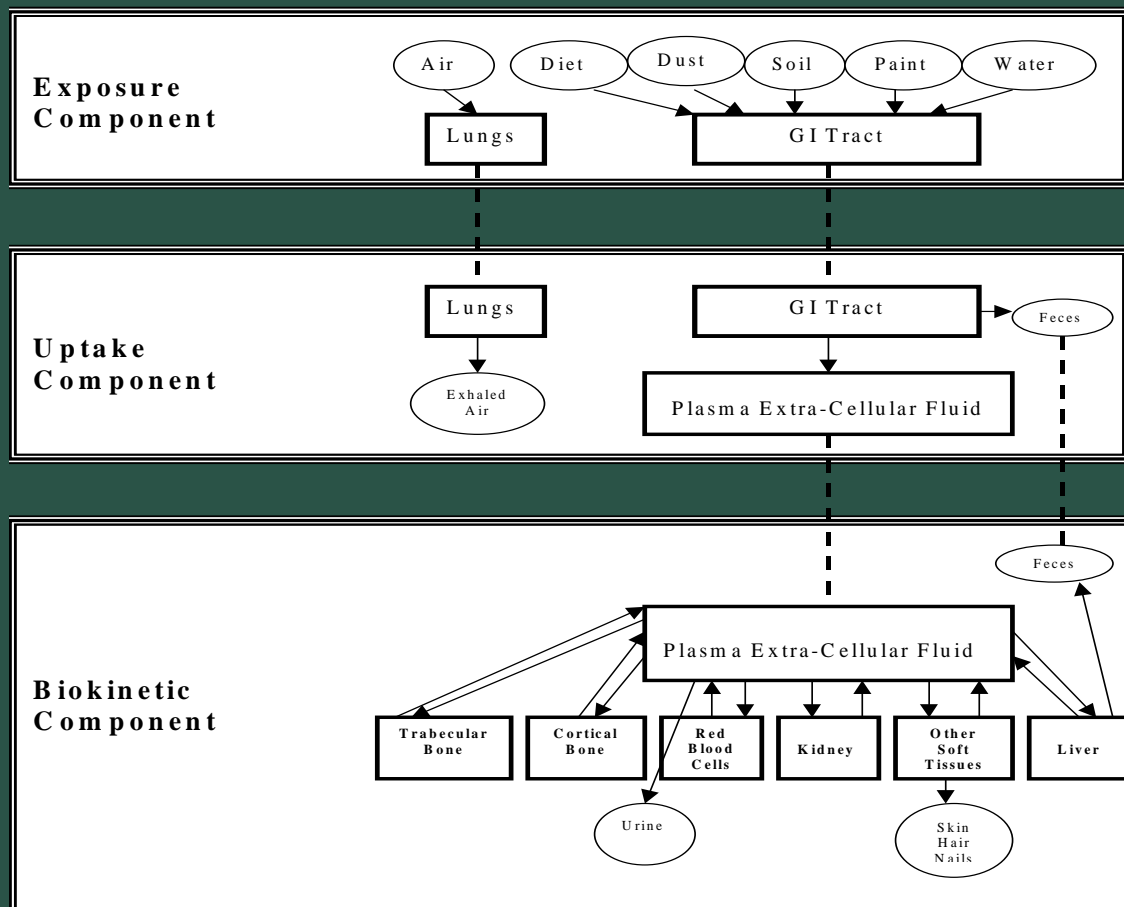 Exposure
Component
Air
Diet
Dust
Soil
Paint
Water
Lungs
GI Tract
Uptake
Component
Lungs
GI Tract
Feces
Exhaled
Air
Plasma Extra-Cellular Fluid
Biokinetic
Component
Feces
Plasma Extra-Cellular Fluid
Trabecular
Bone
Cortical
Bone
Red
Blood
Cells
Kidney
Other
Soft
Tissues
Liver
Urine
Skin
Hair
Nails